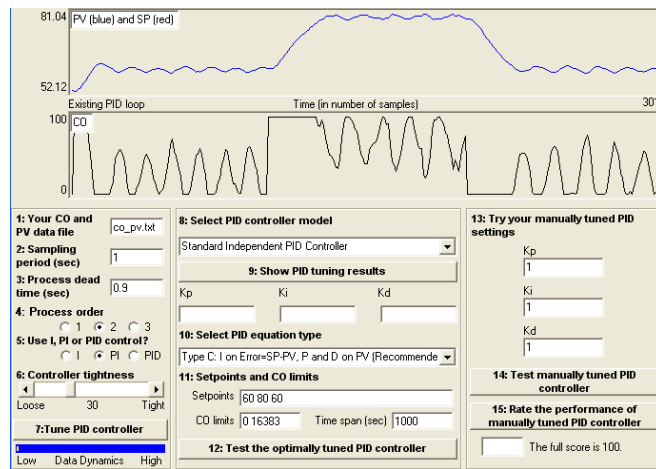 81.04
PV (blue) and SP (red)
52.12
Existing PID loop
Time (in number of samples)
301
100
CO
0
1: Your CO and
PV data file
co_pv.txt
2: Sampling
period (sec)
1
3: Process dead
time (sec)
0.9
4: Process order
1 2 3
5: Use I, PI or PID control?
I PI PID
6: Controller tightness
Loose 30 Tight
7:Tune PID controller
Low Data Dynamics High
8: Select PID controller model
Standard Independent PID Controller
9: Show PID tuning results
Kp Ki Kd
10: Select PID equation type
Type C: I on Error=SP-PV, P and D on PV (Recommende
11: Setpoints and CO limits
Setpoints 60 80 60
CO limits 0 16383 Time span (sec) 1000
12: Test the optimally tuned PID controller
13: Try your manually tuned PID
settings
Kp
1
Ki
1
Kd
1
14: Test manually tuned PID
controller
15: Rate the performance of
manually tuned PID controller
The full score is 100.